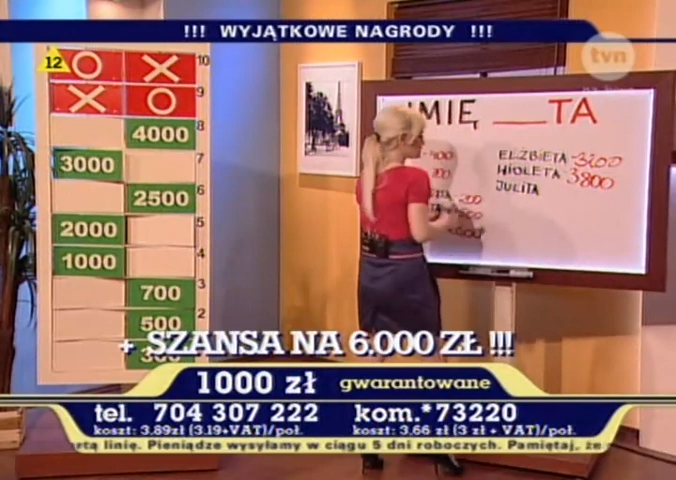 !!! WYJĄTKOWE NAGRODY !!!
12
tvn
O X 10
X O 9
4000 8
3000 7
2500 6
2000 5
1000 4
700 3
500 2
IMIĘ __TA
ELŻBIETA -3200
WIOLETA 3800
JULITA
+ SZANSA NA 6.000 ZŁ !!!
1000 zł gwarantowane
tel. 704 307 222 kom.*73220
koszt: 3.89zł (3.19+VAT)/poł. koszt: 3.66 zł (3 zł + VAT)/poł.
linię. Pieniądze wysyłamy w ciągu 5 dni roboczych. Pamiętaj, że